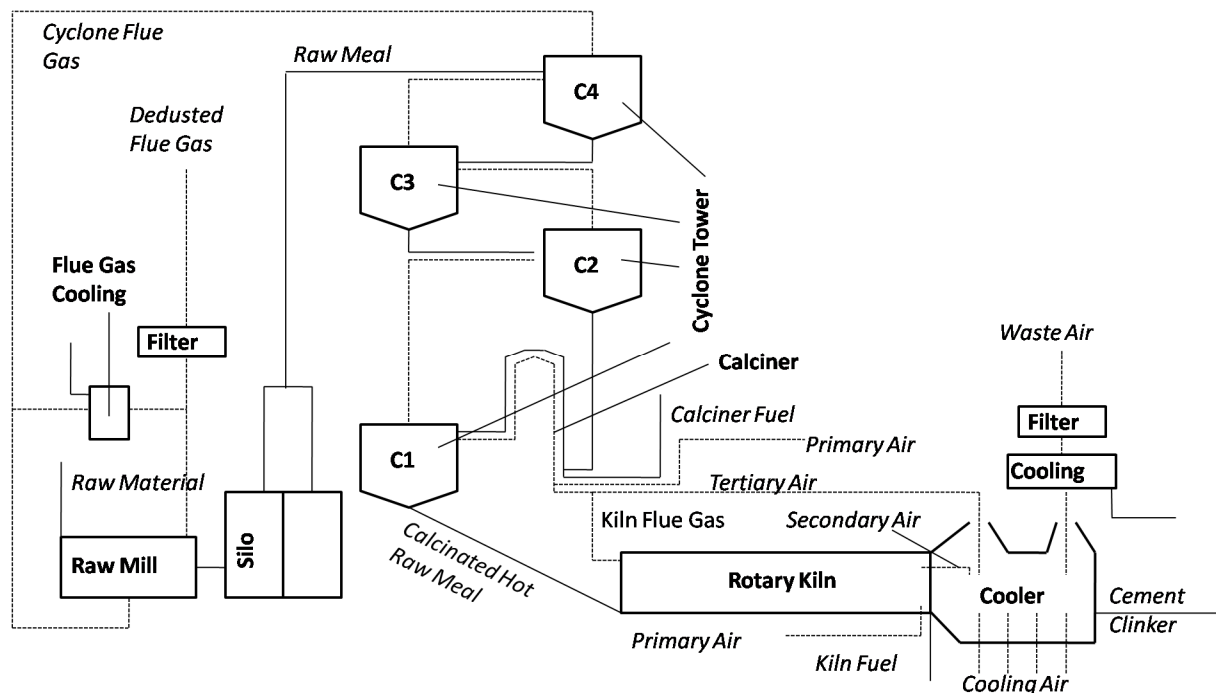 Cyclone Flue
Gas
Raw Meal
C4
Dedusted
Flue Gas
C3
Cyclone Tower
C2
Flue Gas
Cooling
Filter
Waste Air
Calciner
Calciner Fuel
Filter
Primary Air
C1
Cooling
Raw Material
Tertiary Air
Kiln Flue Gas
Secondary Air
Calcinated Hot
Raw Meal
Silo
Raw Mill
Rotary Kiln
Cooler
Cement
Clinker
Primary Air
Kiln Fuel
Cooling Air